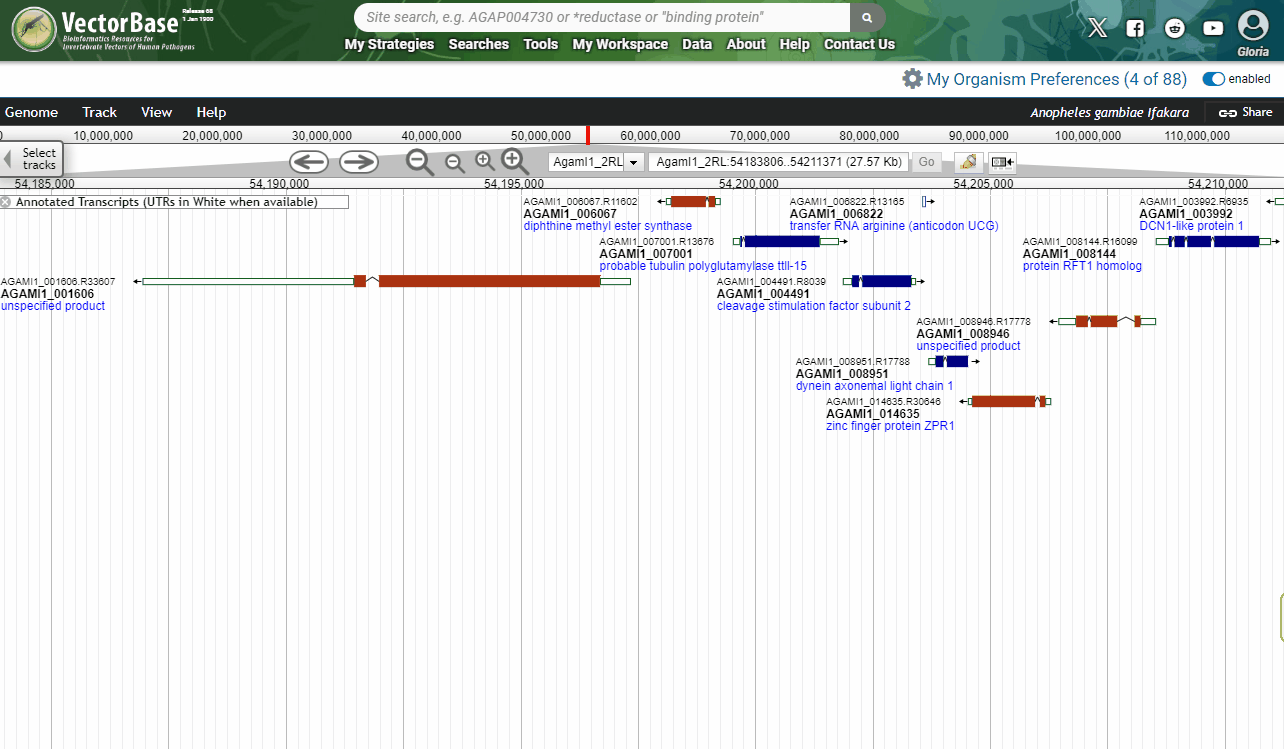 VectorBase
Release 68
1 Jan 1900
Bioinformatics Resources for
Invertebrate Vectors of Human Pathogens
Site search, e.g. AGAP004730 or *reductase or "binding protein"
My Strategies Searches Tools My Workspace Data About Help Contact Us
Gloria
My Organism Preferences (4 of 88) enabled
Genome Track View Help
Anopheles gambiae Ifakara Share
0 10,000,000 20,000,000 30,000,000 40,000,000 50,000,000 60,000,000 70,000,000 80,000,000 90,000,000 100,000,000 110,000,000
Select
tracks
Agaml1_2RL Agaml1_2RL:54183806..54211371 (27.57 Kb) Go
54,185,000 54,190,000 54,195,000 54,200,000 54,205,000 54,210,000
Annotated Transcripts (UTRs in White when available)
AGAMI1_006067.R11602
AGAMI1_006067
diphthine methyl ester synthase
AGAMI1_006822.R13165
AGAMI1_006822
transfer RNA arginine (anticodon UCG)
AGAMI1_003992.R6935
AGAMI1_003992
DCN1-like protein 1
AGAMI1_007001.R13676
AGAMI1_007001
probable tubulin polyglutamylase ttll-15
AGAMI1_008144.R16099
AGAMI1_008144
protein RFT1 homolog
AGAMI1_001606.R33607
AGAMI1_001606
unspecified product
AGAMI1_004491.R8039
AGAMI1_004491
cleavage stimulation factor subunit 2
AGAMI1_008946.R17778
AGAMI1_008946
unspecified product
AGAMI1_008951.R17788
AGAMI1_008951
dynein axonemal light chain 1
AGAMI1_014635.R30646
AGAMI1_014635
zinc finger protein ZPR1